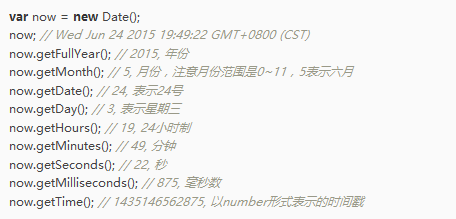 var now = new Date();
now; // Wed Jun 24 2015 19:49:22 GMT+0800 (CST)
now.getFullYear(); // 2015, 年份
now.getMonth(); // 5, 月份，注意月份范围是0~11，5表示六月
now.getDate(); // 24, 表示24号
now.getDay(); // 3, 表示星期三
now.getHours(); // 19, 24小时制
now.getMinutes(); // 49, 分钟
now.getSeconds(); // 22, 秒
now.getMilliseconds(); // 875, 毫秒数
now.getTime(); // 1435146562875, 以number形式表示的时间戳